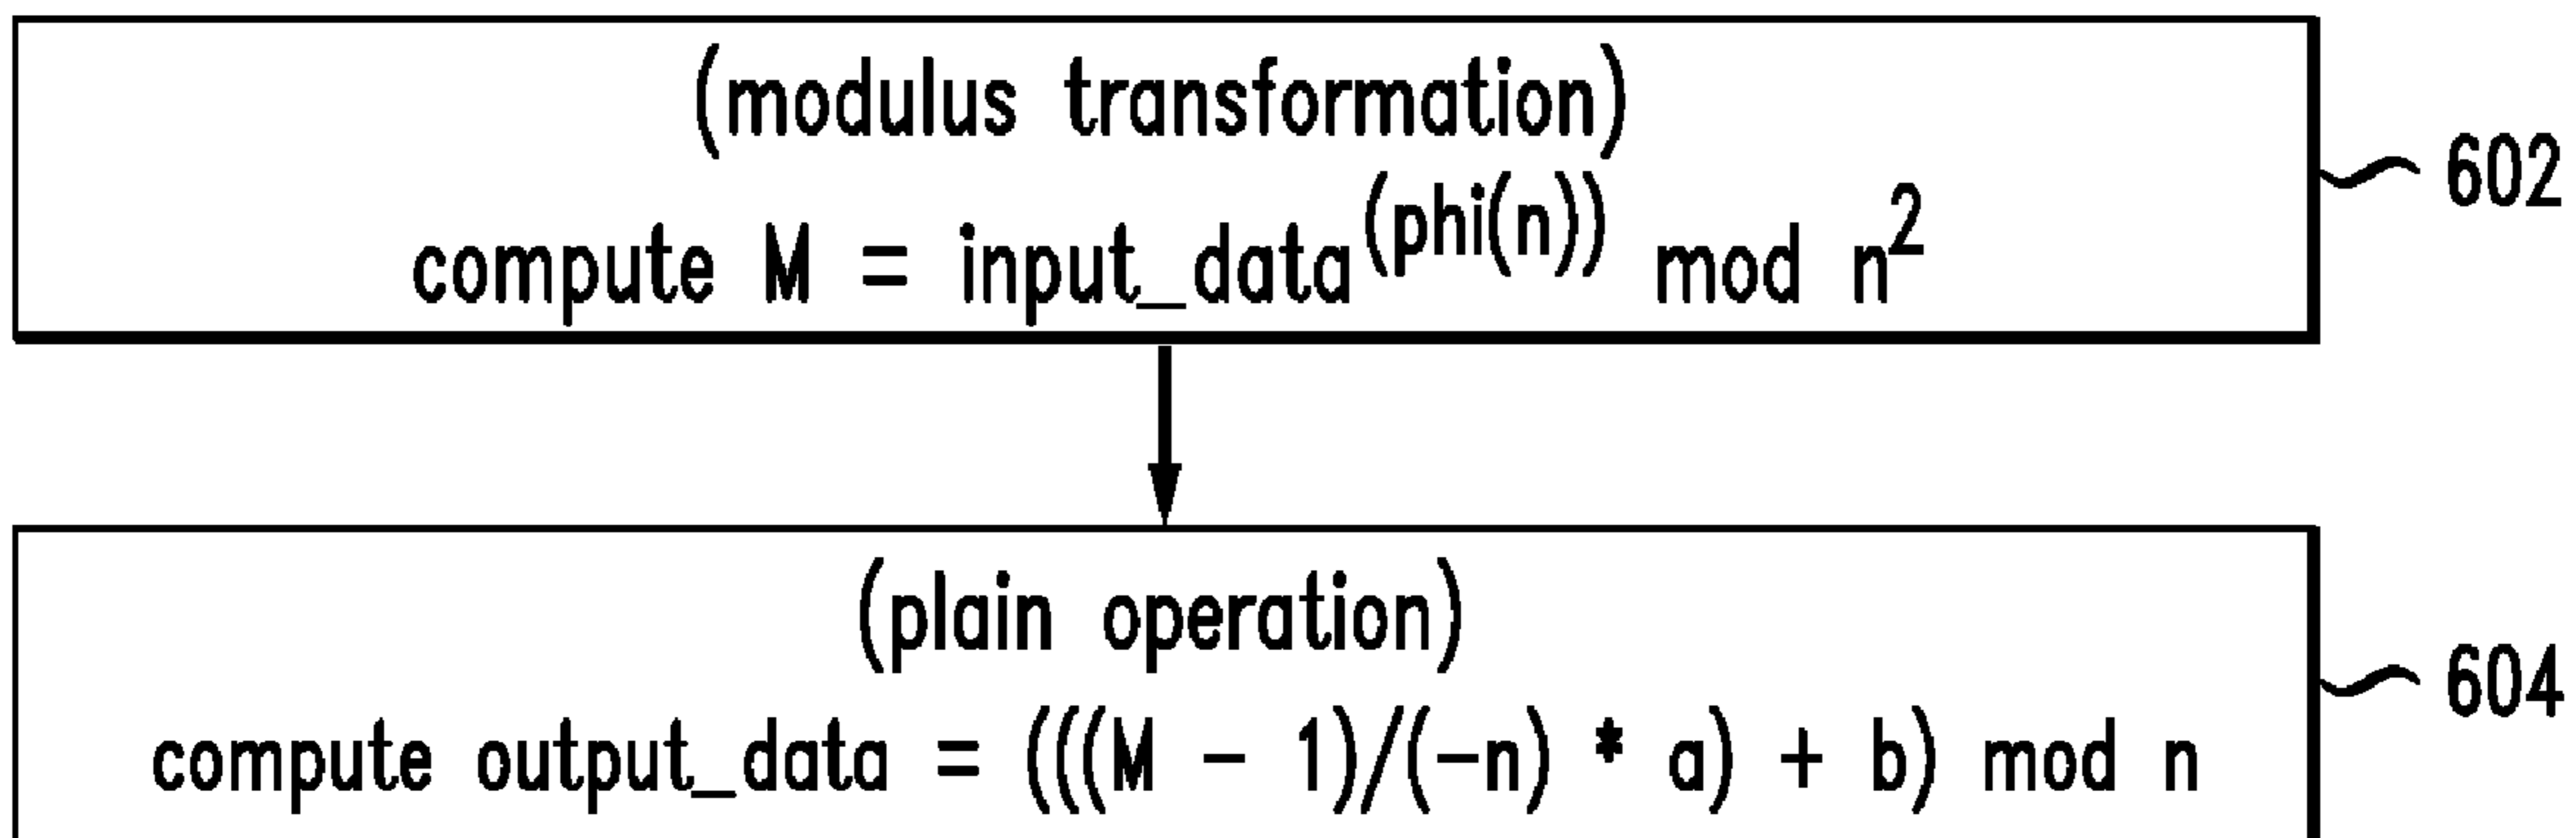 (modulus transformation)
compute M = input_data^(phi(n)) mod n^2
602
(plain operation)
compute output_data = (((M - 1)/(-n) * a) + b) mod n
604